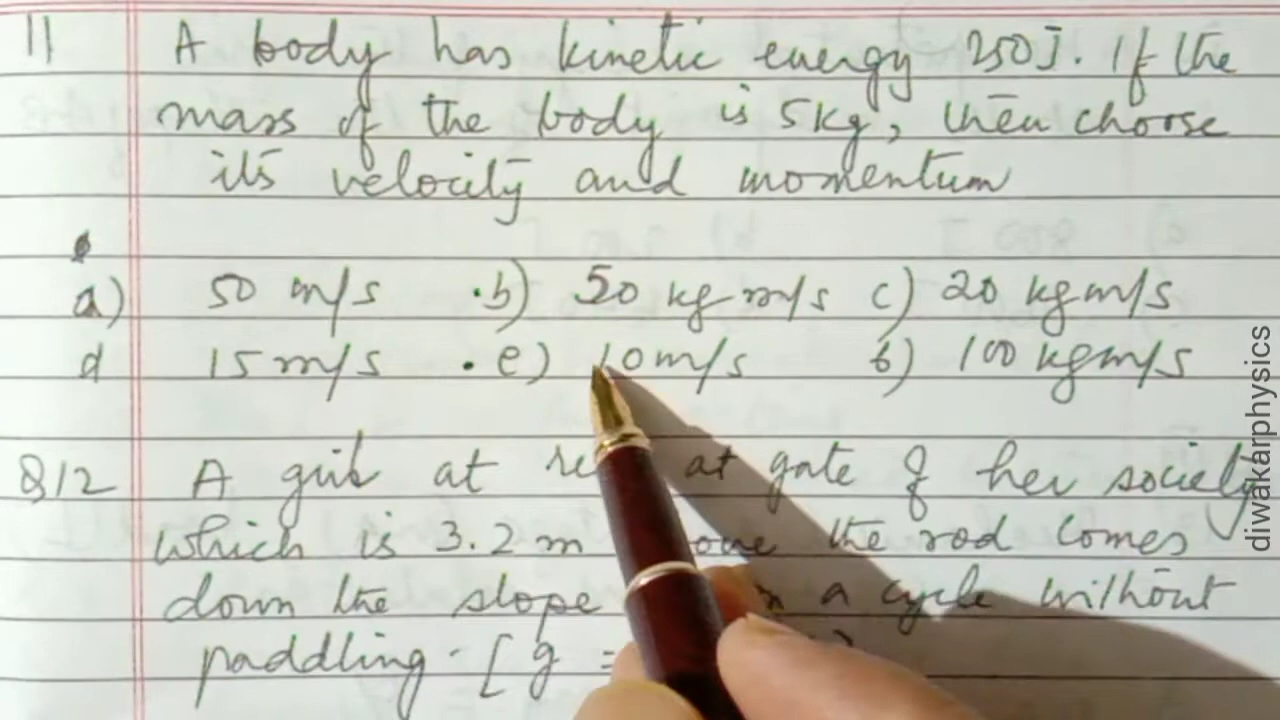 11 A body has kinetic energy 250J. If the
mass of the body is 5kg, then choose
its velocity and momentum
a) 50 m/s .b) 50 kg m/s c) 20 kgm/s
d 15 m/s .e) 10 m/s 6) 100 kgm/s
Q12 A girl at at gate of her society
which is 3.2 m the rod comes
down the slope a cycle without
paddling. [g =
diwakarphysics